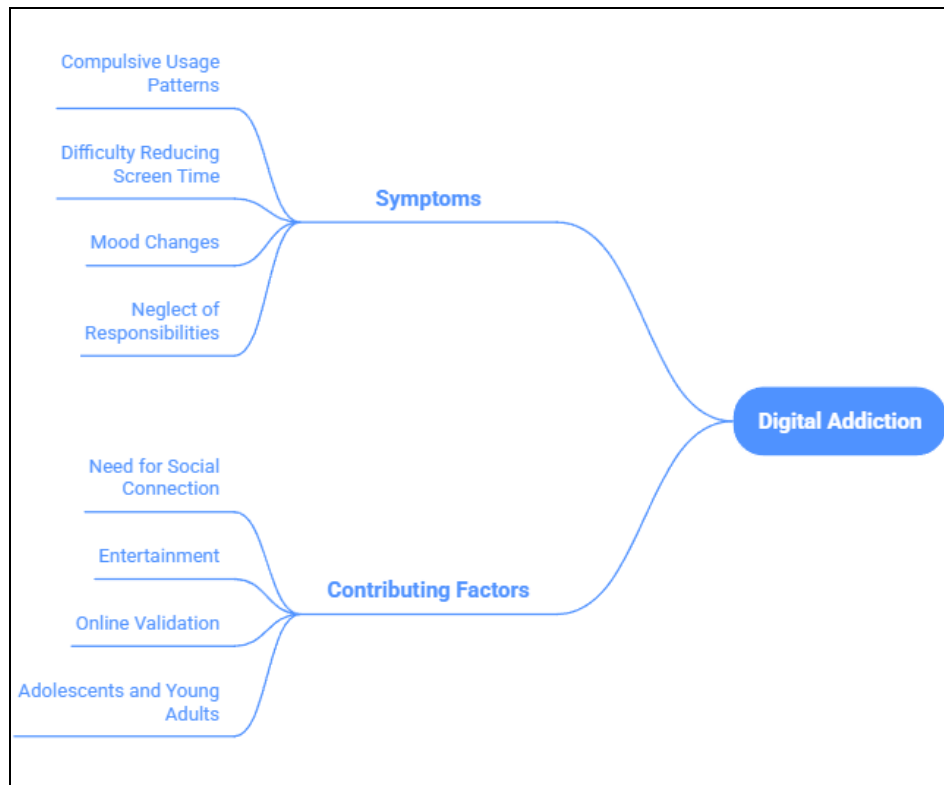 Compulsive Usage
Patterns
Difficulty Reducing
Screen Time
Mood Changes
Neglect of
Responsibilities
Symptoms
Digital Addiction
Need for Social
Connection
Entertainment
Online Validation
Adolescents and Young
Adults
Contributing Factors